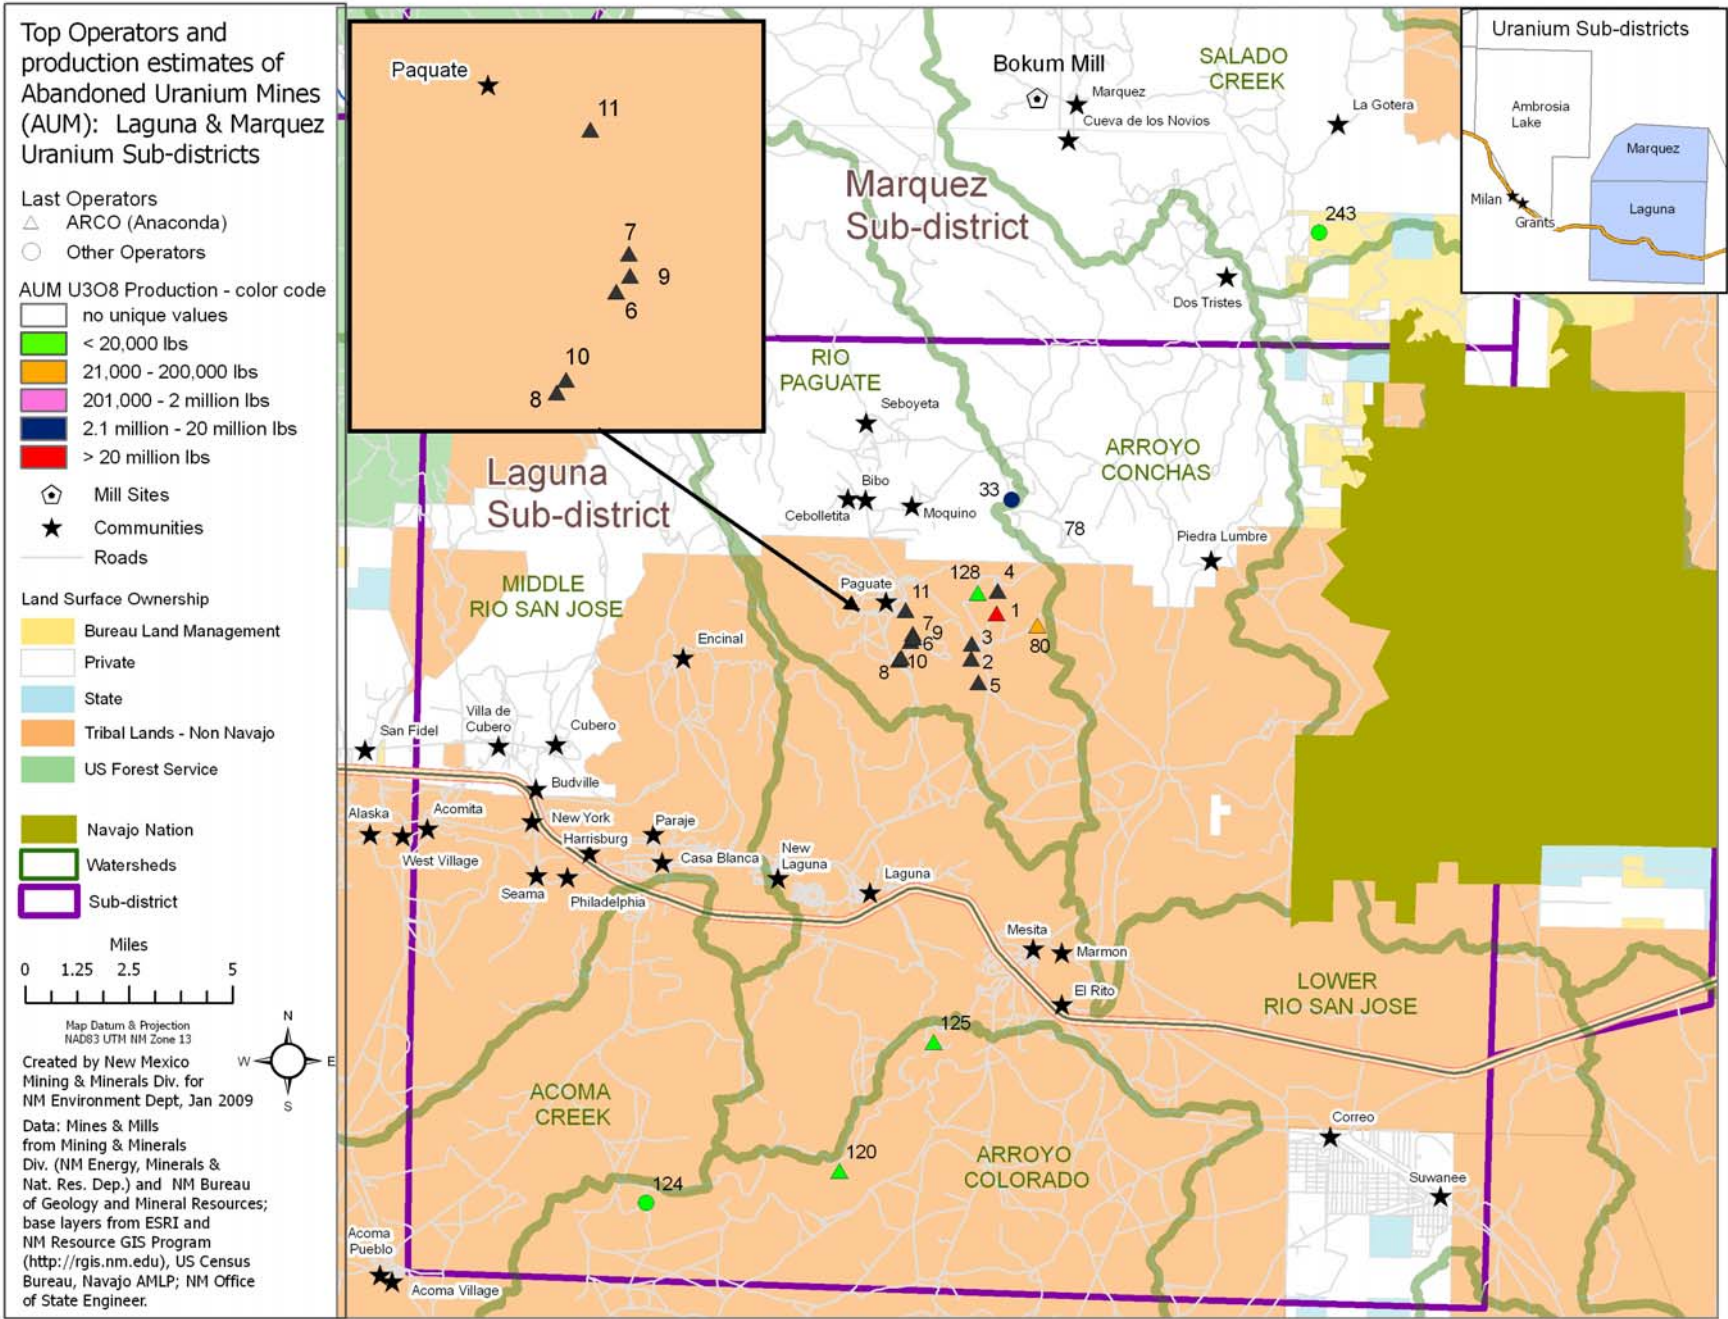 Top Operators and
production estimates of
Abandoned Uranium Mines
(AUM): Laguna & Marquez
Uranium Sub-districts
Last Operators
ARCO (Anaconda)
Other Operators
AUM U3O8 Production - color code
no unique values
< 20,000 lbs
21,000 - 200,000 lbs
201,000 - 2 million lbs
2.1 million - 20 million lbs
> 20 million lbs
Mill Sites
Communities
Roads
Land Surface Ownership
Bureau Land Management
Private
State
Tribal Lands - Non Navajo
US Forest Service
Navajo Nation
Watersheds
Sub-district
Miles
0 1.25 2.5 5
Map Datum & Projection
NAD83 UTM NM Zone 13
Created by New Mexico
Mining & Minerals Div. for
NM Environment Dept, Jan 2009
N
W E
S
Data: Mines & Mills
from Mining & Minerals
Div. (NM Energy, Minerals &
Nat. Res. Dep.) and NM Bureau
of Geology and Mineral Resources;
base layers from ESRI and
NM Resource GIS Program
(http://rgis.nm.edu), US Census
Bureau, Navajo AMLP; NM Office
of State Engineer.
Paquate
11
7
9
6
10
8
Uranium Sub-districts
Ambrosia
Lake
Marquez
Milan
Laguna
Grants
SALADO
CREEK
Bokum Mill
Marquez
La Gotera
Cueva de los Novios
Marquez
Sub-district
243
Dos Tristes
RIO
PAGUATE
Seboyeta
ARROYO
CONCHAS
Laguna
Sub-district
Bibo
33
Cebolletita
Moquino
78
Piedra Lumbre
MIDDLE
RIO SAN JOSE
Paguate
128
4
11
1
7
9
6
3
80
8
10
2
5
Encinal
Villa de
Cubero
San Fidel
Cubero
Budville
Alaska
Acomita
New York
Paraje
Harrisburg
West Village
Casa Blanca
New
Laguna
Laguna
Seama
Philadelphia
Mesita
Marmon
El Rito
LOWER
RIO SAN JOSE
125
ACOMA
CREEK
Correo
120
ARROYO
COLORADO
124
Suwanee
Acoma
Pueblo
Acoma Village